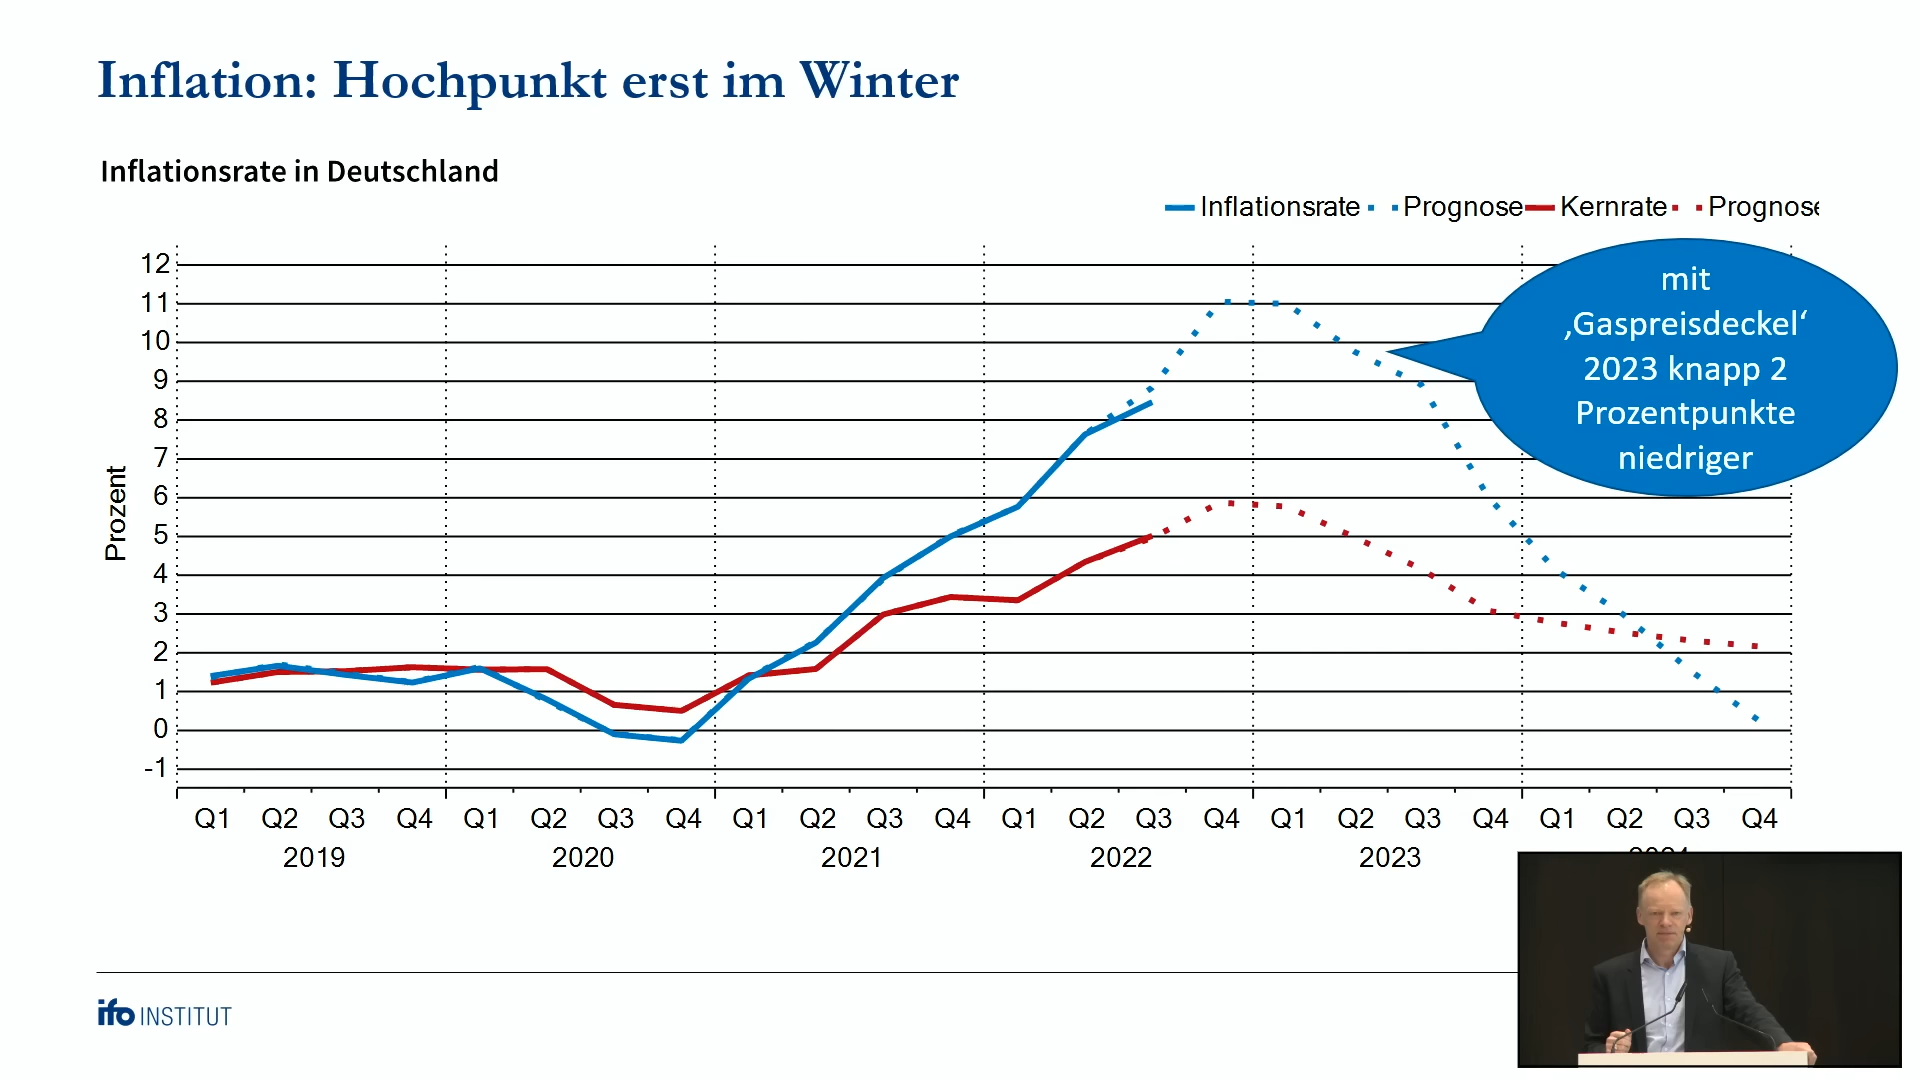 Inflation: Hochpunkt erst im Winter
Inflationsrate in Deutschland
Inflationsrate Prognose Kernrate Prognose
mit
‚Gaspreisdeckel‘
2023 knapp 2
Prozentpunkte
niedriger
Prozent
12
11
10
9
8
7
6
5
4
3
2
1
0
-1
Q1 Q2 Q3 Q4 Q1 Q2 Q3 Q4 Q1 Q2 Q3 Q4 Q1 Q2 Q3 Q4 Q1 Q2 Q3 Q4 Q1 Q2 Q3 Q4
2019 2020 2021 2022 2023
ifo INSTITUT